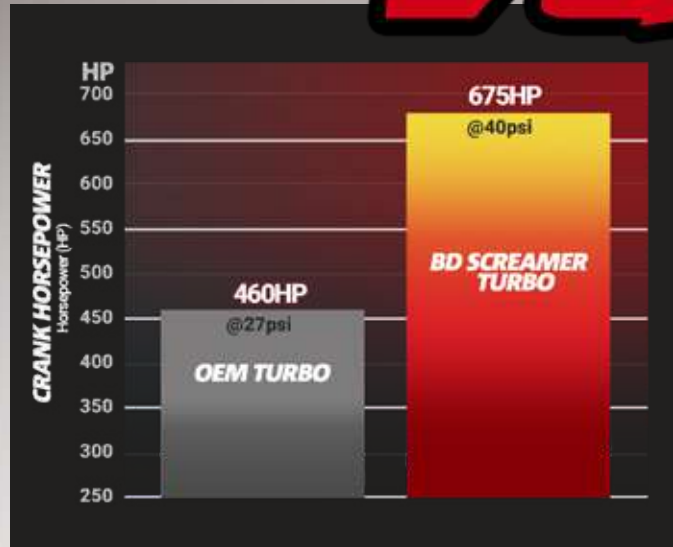 HP
700
650
600
550
500
450
400
350
300
250
CRANK HORSEPOWER
Horsepower (HP)
460HP
@27psi
OEM TURBO
675HP
@40psi
BD SCREAMER
TURBO